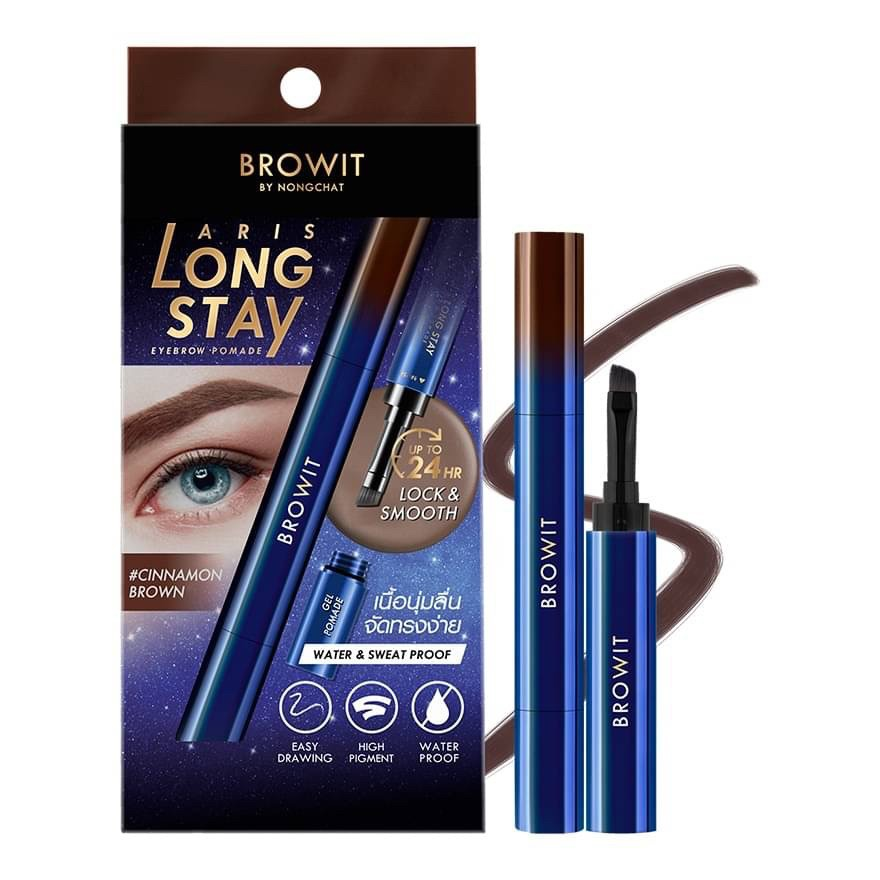 BROWIT
BY NONGCHAT
ARIS
LONG
STAY
EYEBROW POMADE
LONG STAY
UP TO
24 HR
LOCK &
SMOOTH
BROWIT
#CINNAMON
BROWN
GEL
POMADE
เนื้อนุ่มลื่น
จัดทรงง่าย
WATER & SWEAT PROOF
EASY
DRAWING
HIGH
PIGMENT
WATER
PROOF
BROWIT
BROWIT